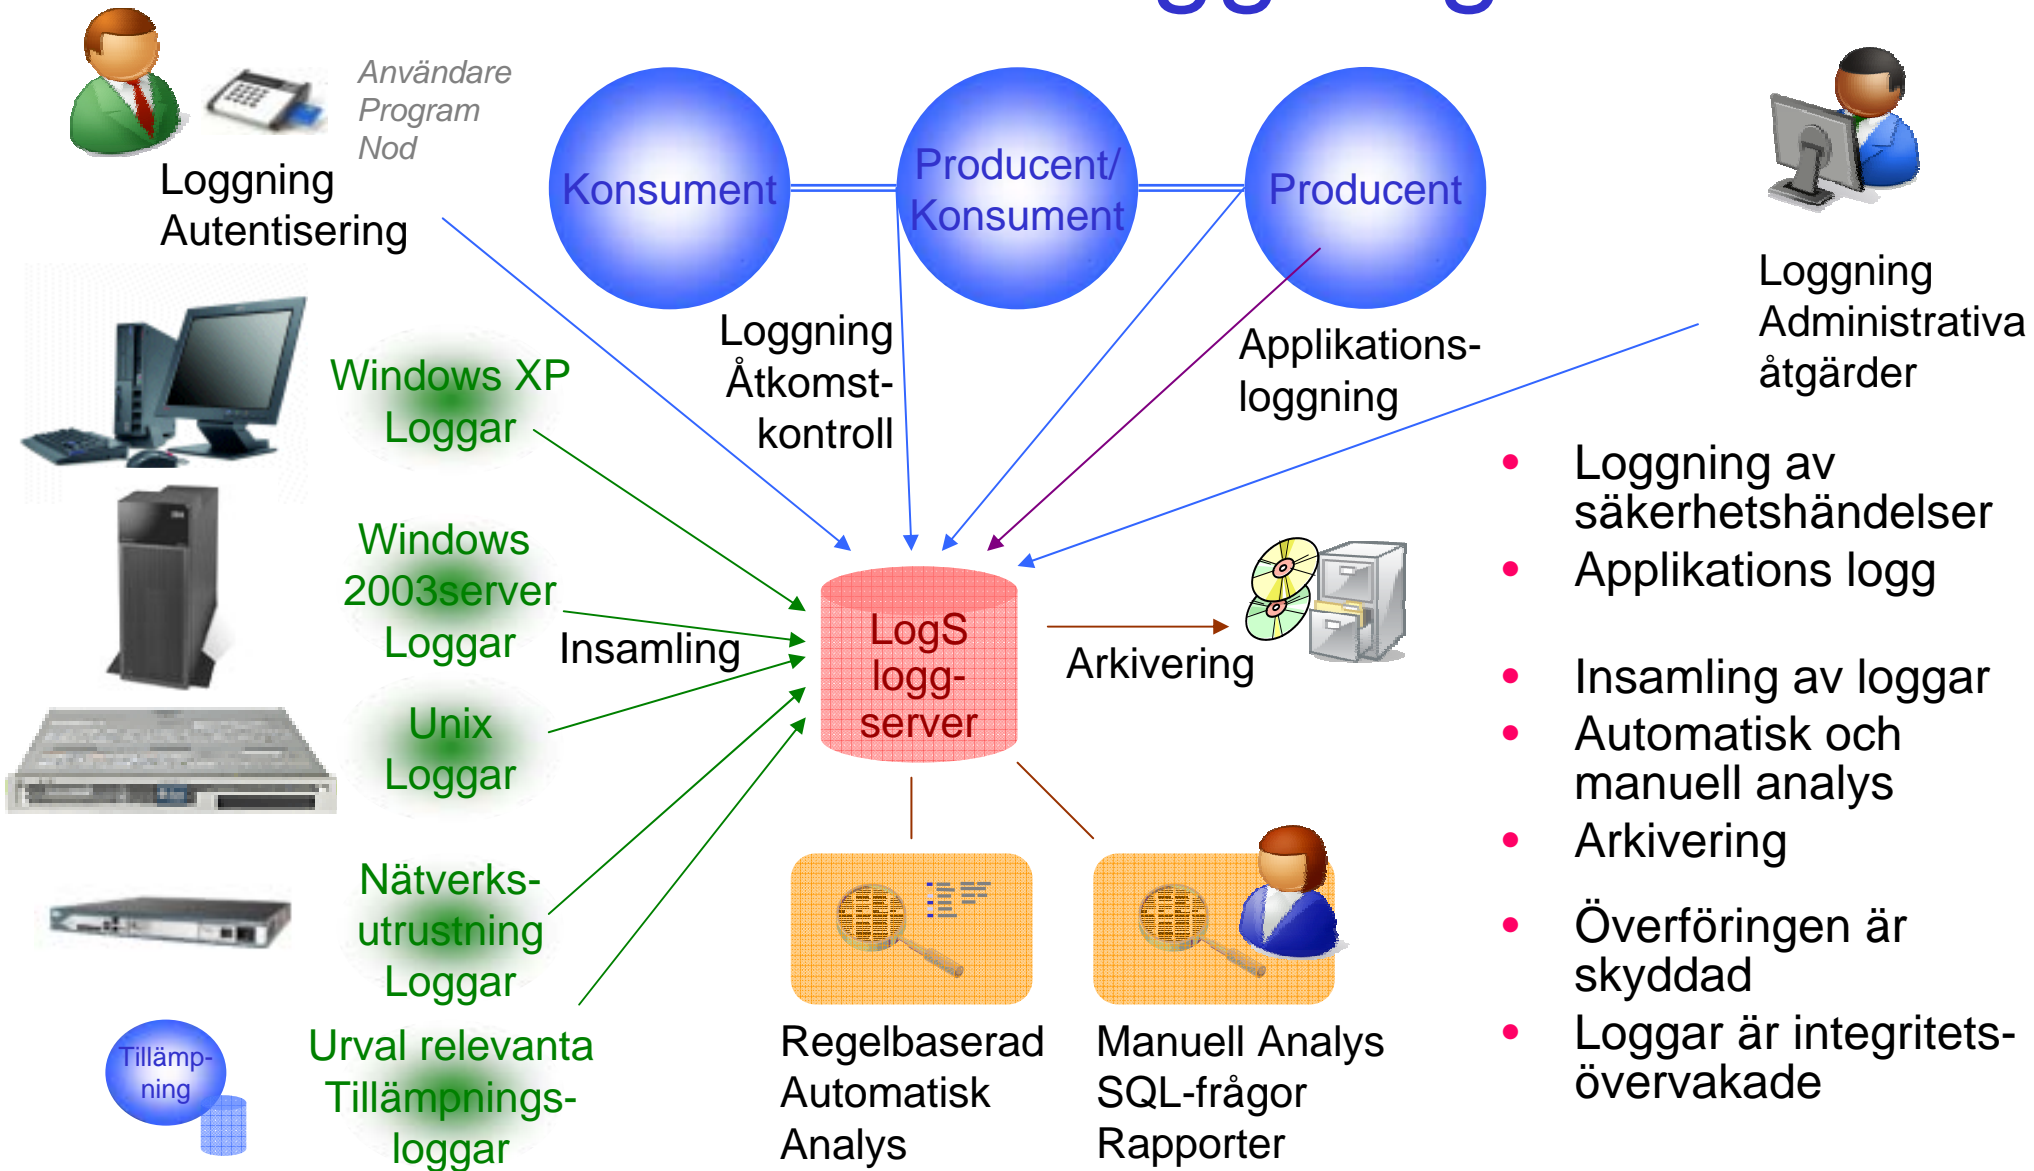 Användare
Program
Nod
Loggning
Autentisering
Konsument
Producent/
Konsument
Producent
Loggning
Administrativa
åtgärder
Loggning
Åtkomst-
kontroll
Applikations-
loggning
Windows XP
Loggar
Windows
2003server
Loggar
Unix
Loggar
Nätverks-
utrustning
Loggar
Tillämp-
ning
Urval relevanta
Tillämpnings-
loggar
Insamling
LogS
logg-
server
Arkivering
Regelbaserad
Automatisk
Analys
Manuell Analys
SQL-frågor
Rapporter
• Loggning av
säkerhetshändelser
• Applikations logg
• Insamling av loggar
• Automatisk och
manuell analys
• Arkivering
• Överföringen är
skyddad
• Loggar är integritets-
övervakade